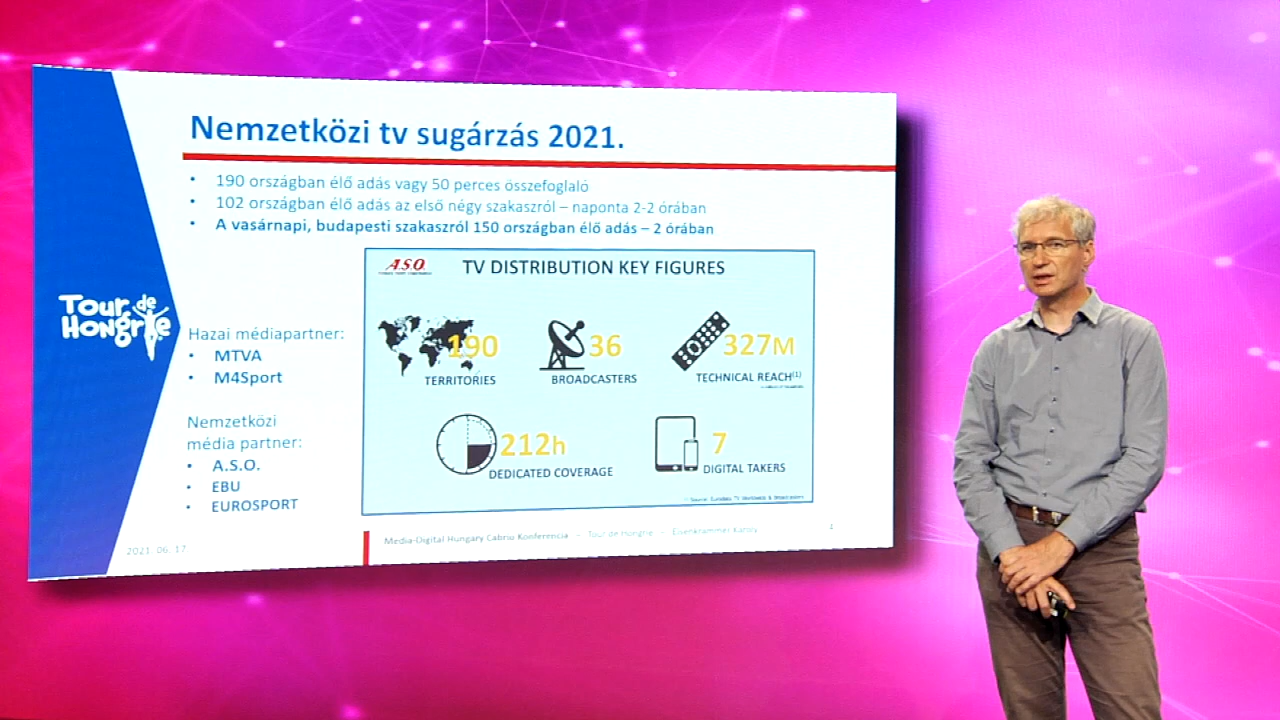 Nemzetközi tv sugárzás 2021.
• 190 országban élő adás vagy 50 perces összefoglaló
• 102 országban élő adás az első négy szakaszról – naponta 2-2 órában
• A vasárnapi, budapesti szakaszról 150 országban élő adás – 2 órában
Tour de
Hongrie
Hazai médiapartner:
• MTVA
• M4Sport
Nemzetközi
média partner:
• A.S.O.
• EBU
• EUROSPORT
A.S.O. TV DISTRIBUTION KEY FIGURES
190
TERRITORIES
36
BROADCASTERS
327M
TECHNICAL REACH(1)
212h
DEDICATED COVERAGE
7
DIGITAL TAKERS
2021. 06. 17
Media-Digital Hungary Cabrio Konferencia – Tour de Hongrie – Eisenkrammer Károly
4